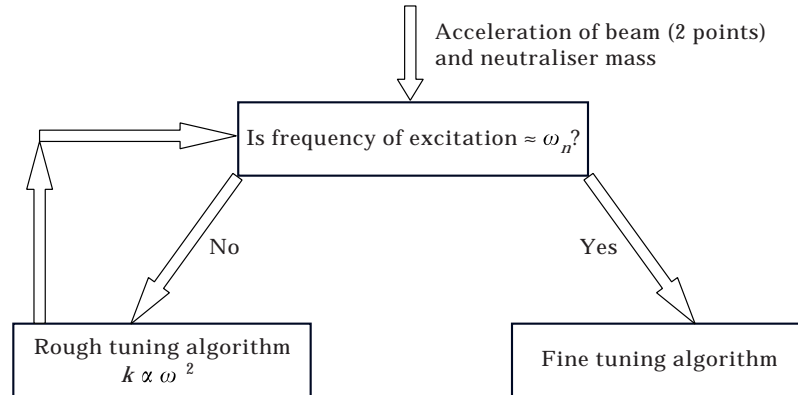 Acceleration of beam (2 points)
and neutraliser mass
Is frequency of excitation ≈ ωₙ?
No
Yes
Rough tuning algorithm
k α ω ²
Fine tuning algorithm